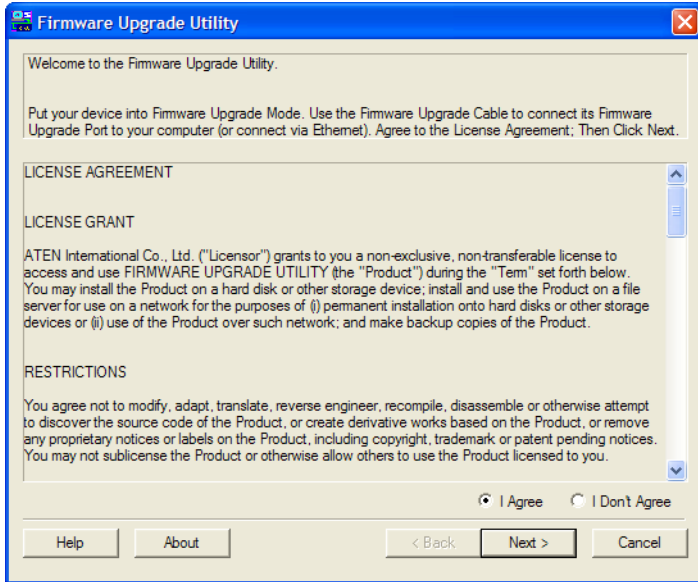 Firmware Upgrade Utility
Welcome to the Firmware Upgrade Utility.
Put your device into Firmware Upgrade Mode. Use the Firmware Upgrade Cable to connect its Firmware
Upgrade Port to your computer (or connect via Ethernet). Agree to the License Agreement; Then Click Next.
LICENSE AGREEMENT
LICENSE GRANT
ATEN International Co., Ltd. ("Licensor") grants to you a non-exclusive, non-transferable license to
access and use FIRMWARE UPGRADE UTILITY (the "Product") during the "Term" set forth below.
You may install the Product on a hard disk or other storage device; install and use the Product on a file
server for use on a network for the purposes of (i) permanent installation onto hard disks or other storage
devices or (ii) use of the Product over such network; and make backup copies of the Product.
RESTRICTIONS
You agree not to modify, adapt, translate, reverse engineer, recompile, disassemble or otherwise attempt
to discover the source code of the Product, or create derivative works based on the Product, or remove
any proprietary notices or labels on the Product, including copyright, trademark or patent pending notices.
You may not sublicense the Product or otherwise allow others to use the Product licensed to you.
I Agree I Don't Agree
Help About < Back Next > Cancel